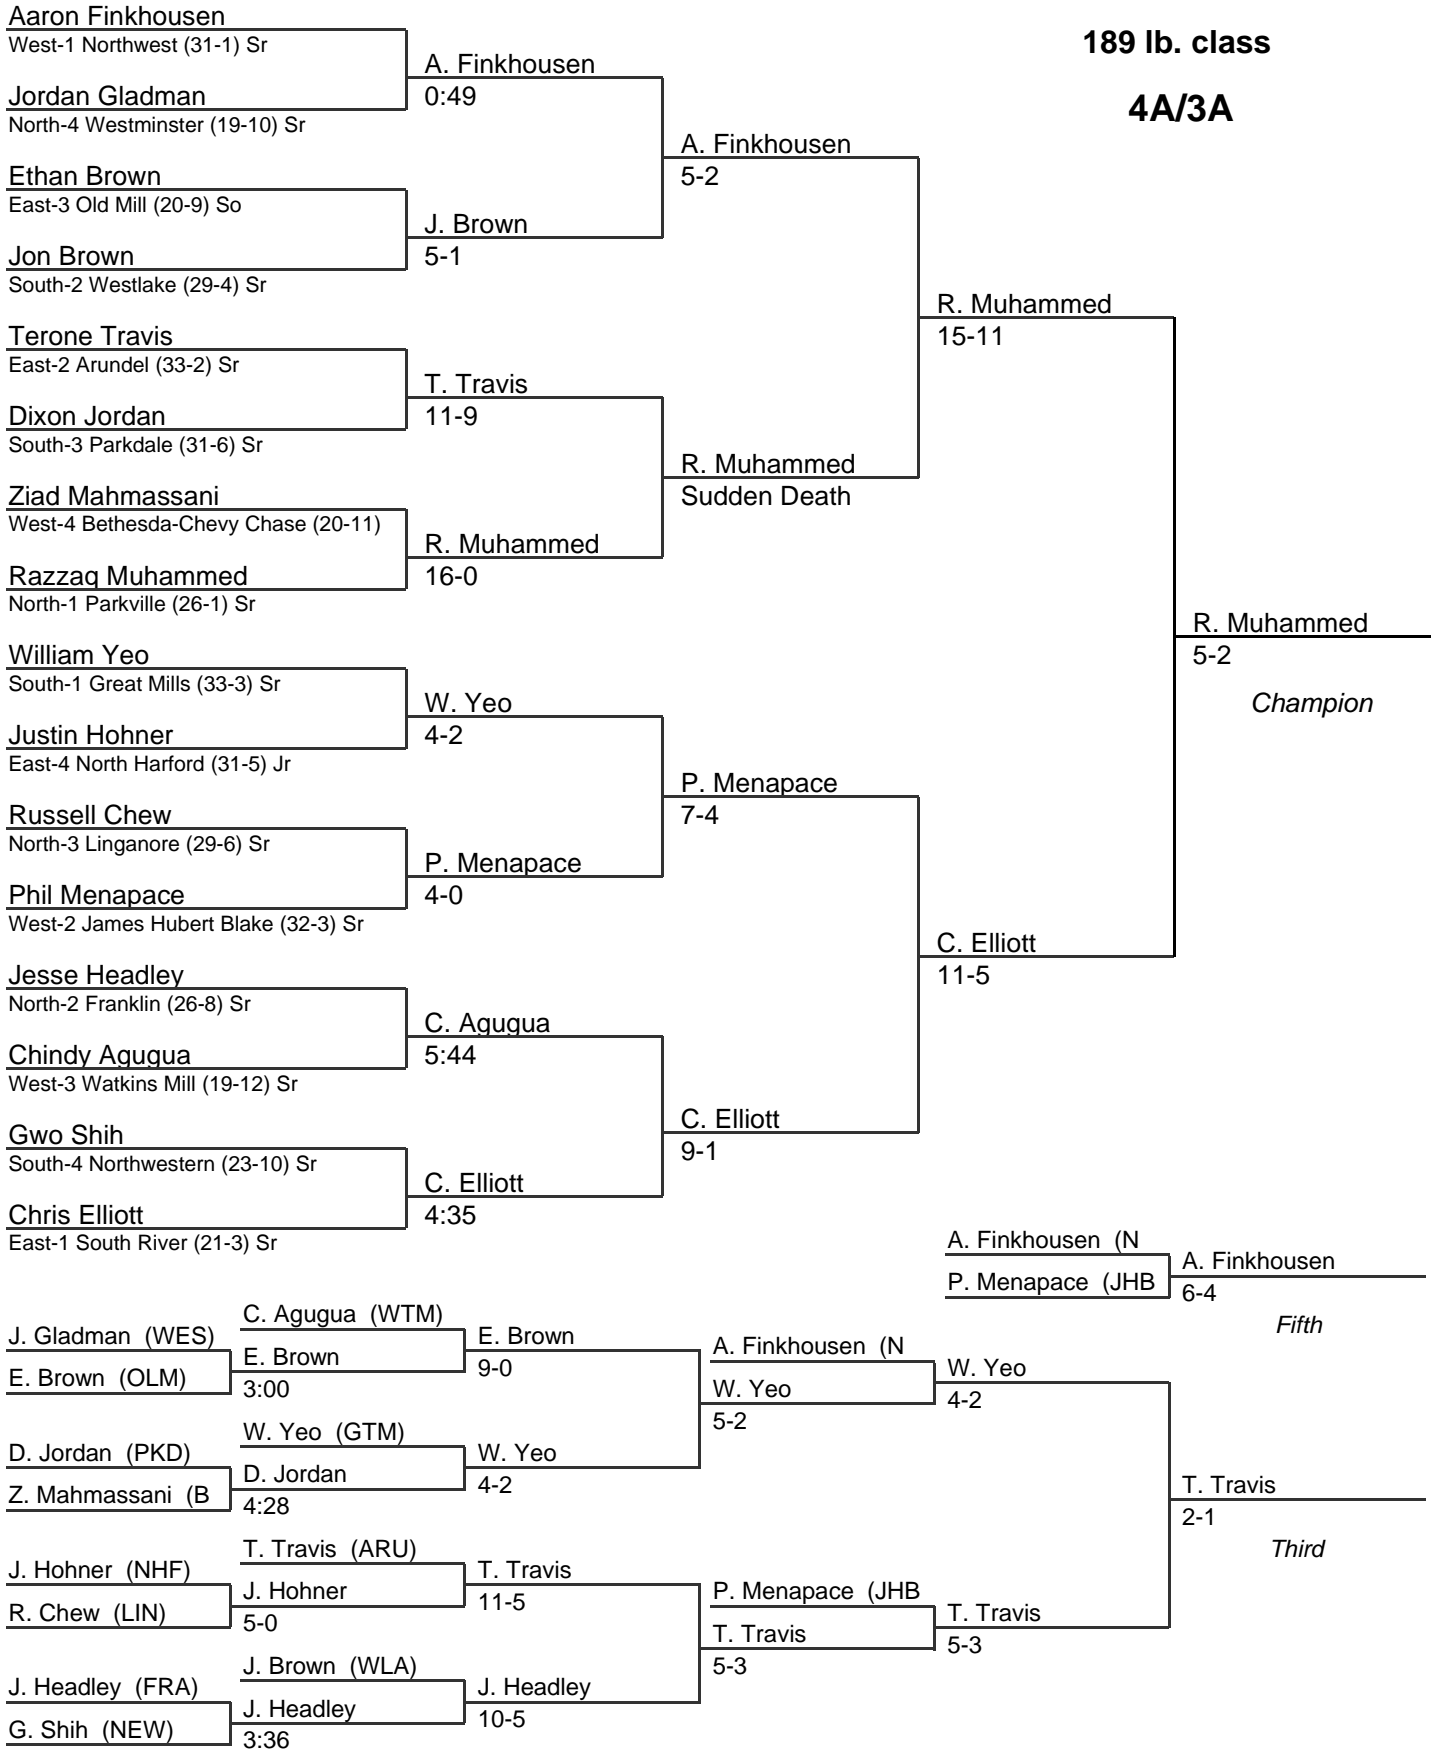 189 lb. class
4A/3A
Aaron Finkhousen
West-1 Northwest (31-1) Sr
A. Finkhousen
0:49
Jordan Gladman
North-4 Westminster (19-10) Sr
A. Finkhousen
5-2
Ethan Brown
East-3 Old Mill (20-9) So
J. Brown
5-1
Jon Brown
South-2 Westlake (29-4) Sr
R. Muhammed
15-11
Terone Travis
East-2 Arundel (33-2) Sr
T. Travis
11-9
Dixon Jordan
South-3 Parkdale (31-6) Sr
R. Muhammed
Sudden Death
Ziad Mahmassani
West-4 Bethesda-Chevy Chase (20-11)
R. Muhammed
16-0
Razzaq Muhammed
North-1 Parkville (26-1) Sr
R. Muhammed
5-2
Champion
William Yeo
South-1 Great Mills (33-3) Sr
W. Yeo
4-2
Justin Hohner
East-4 North Harford (31-5) Jr
P. Menapace
7-4
Russell Chew
North-3 Linganore (29-6) Sr
P. Menapace
4-0
Phil Menapace
West-2 James Hubert Blake (32-3) Sr
C. Elliott
11-5
Jesse Headley
North-2 Franklin (26-8) Sr
C. Agugua
5:44
Chindy Agugua
West-3 Watkins Mill (19-12) Sr
C. Elliott
9-1
Gwo Shih
South-4 Northwestern (23-10) Sr
C. Elliott
4:35
Chris Elliott
East-1 South River (21-3) Sr
A. Finkhousen (N
P. Menapace (JHB
A. Finkhousen
6-4
Fifth
C. Agugua (WTM)
J. Gladman (WES)
E. Brown (OLM)
E. Brown
3:00
E. Brown
9-0
A. Finkhousen (N
W. Yeo
5-2
W. Yeo
4-2
W. Yeo (GTM)
D. Jordan (PKD)
Z. Mahmassani (B
D. Jordan
4:28
W. Yeo
4-2
T. Travis
2-1
Third
T. Travis (ARU)
J. Hohner (NHF)
R. Chew (LIN)
J. Hohner
5-0
T. Travis
11-5
P. Menapace (JHB
T. Travis
5-3
T. Travis
5-3
J. Brown (WLA)
J. Headley (FRA)
G. Shih (NEW)
J. Headley
3:36
J. Headley
10-5